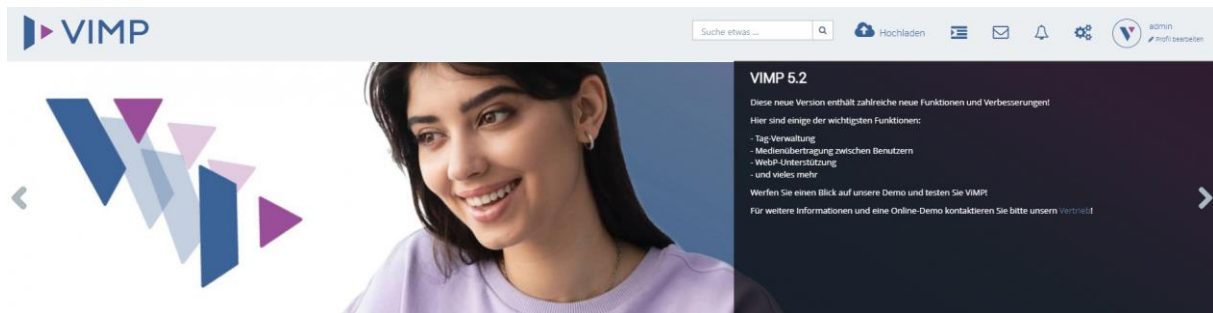 VIMP
Suche etwas ...
Hochladen
admin
Profil bearbeiten
VIMP 5.2
Diese neue Version enthält zahlreiche neue Funktionen und Verbesserungen!
Hier sind einige der wichtigsten Funktionen:
- Tag-Verwaltung
- Medienübertragung zwischen Benutzern
- WebP-Unterstützung
- und vieles mehr
Werfen Sie einen Blick auf unsere Demo und testen Sie ViMP!
Für weitere Informationen und eine Online-Demo kontaktieren Sie bitte unsern Vertrieb!